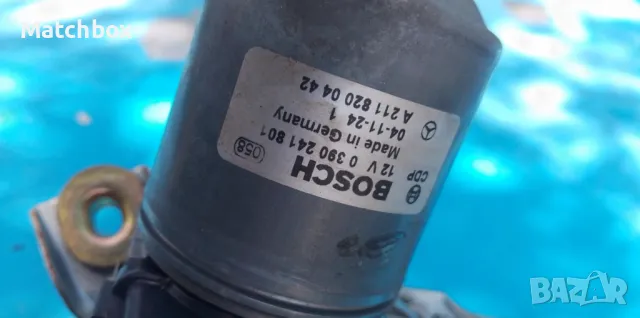 Matchbox
BOSCH
CDP
12 V 0 390 241 801
058
Made in Germany
04-11-24 1
A 211 820 04 42
BAZAR
bg